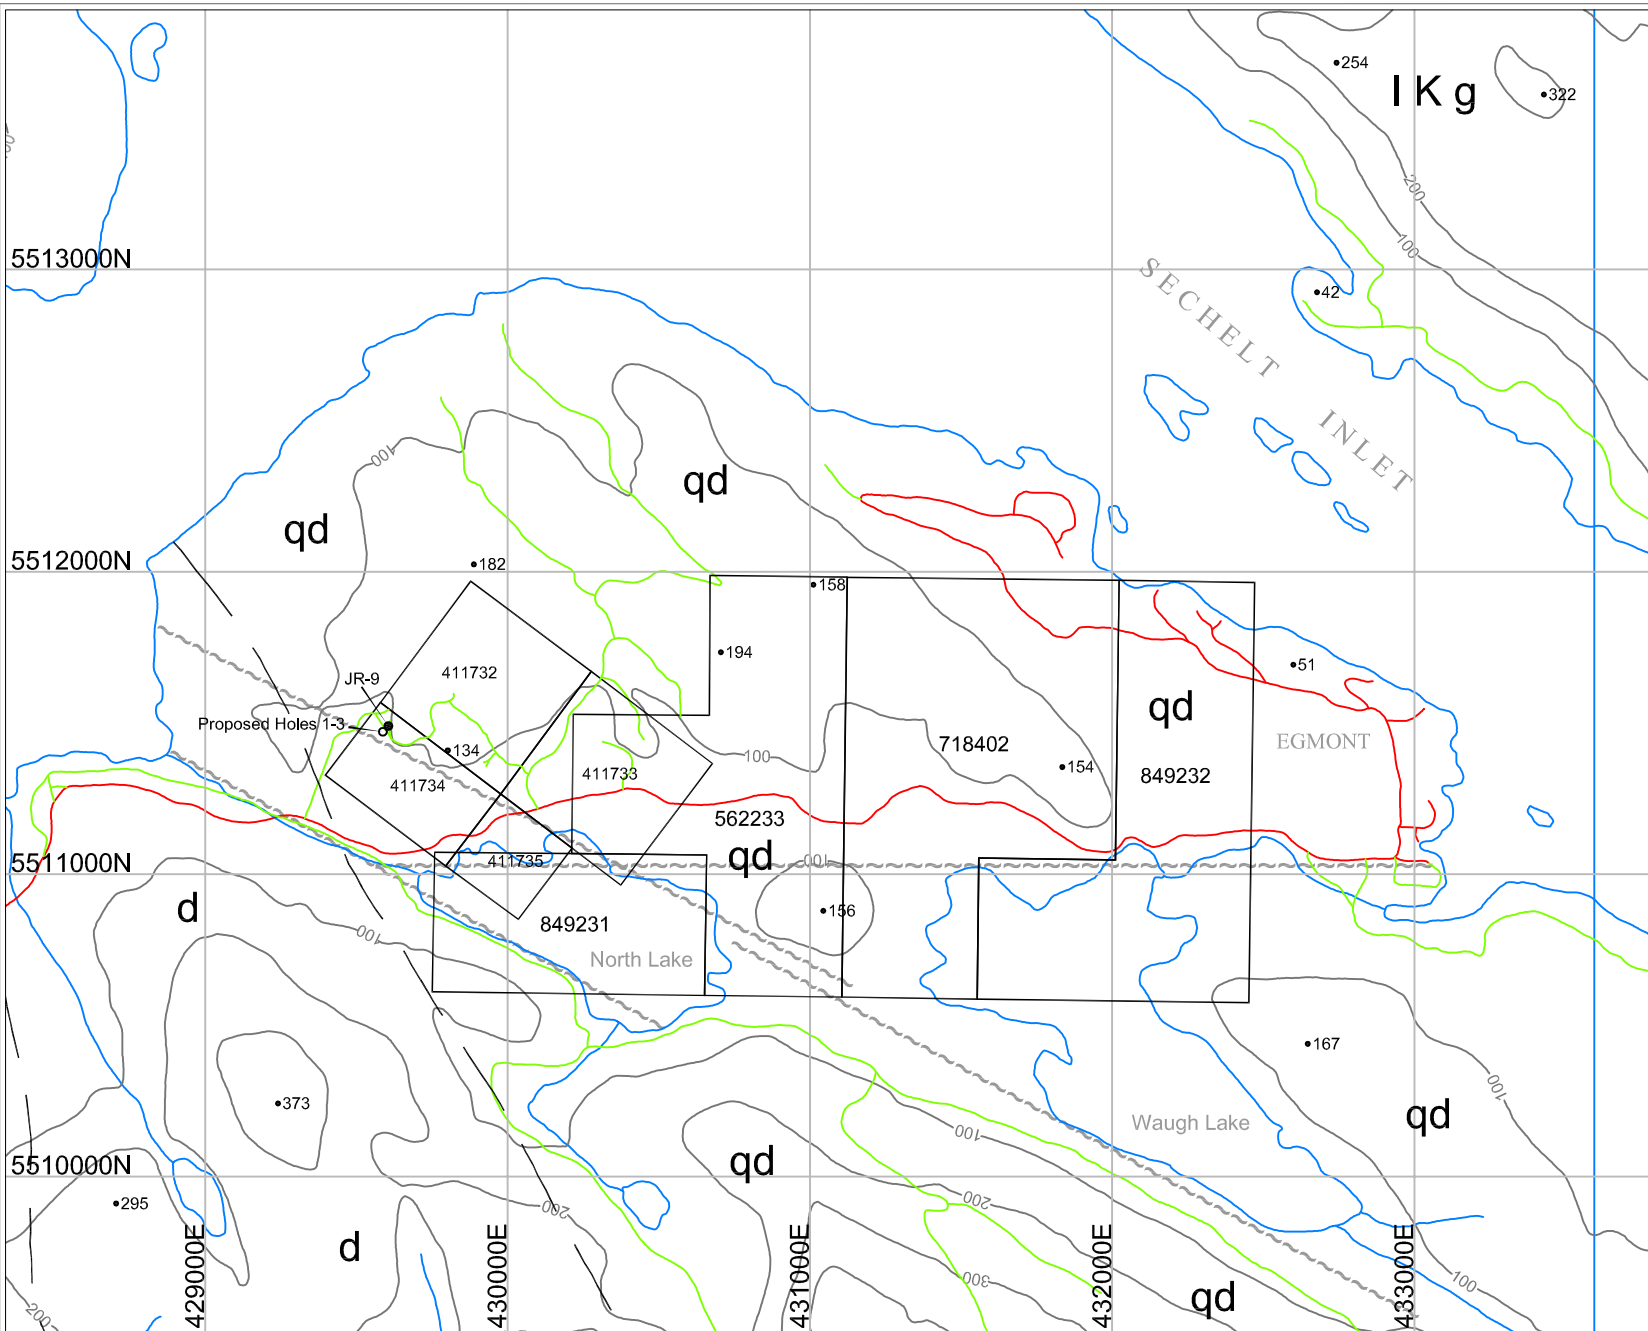 254
I K g
322
200
100
5513000N
SECHELT
42
INLET
100
qd
qd
182
5512000N
158
194
51
411732
JR-9
qd
Proposed Holes 1-3
EGMONT
134
718402
100
154
849232
411733
411734
562233
qd
100
411735
5511000N
d
156
849231
100
North Lake
167
373
100
qd
Waugh Lake
100
qd
5510000N
295
200
200
d
300
100
qd
200
429000E
430000E
431000E
432000E
433000E